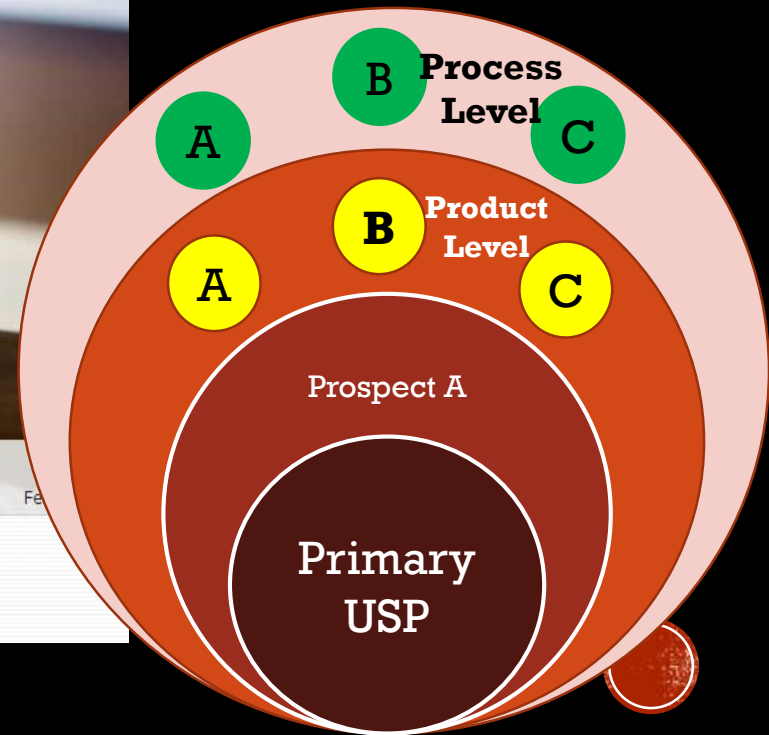 B
Process
Level
A
C
Product
Level
B
A
C
Prospect A
Primary
USP